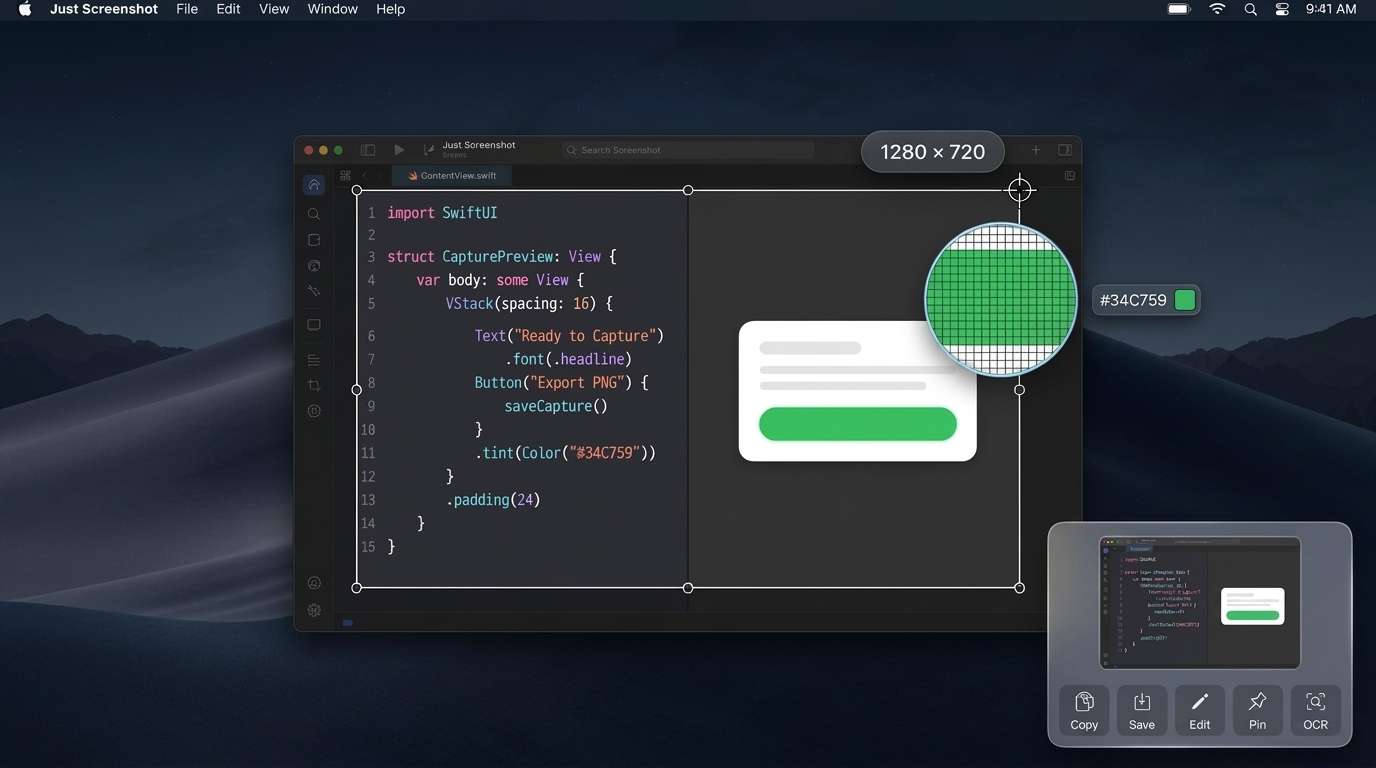 Just Screenshot File Edit View Window Help 9:41 AM
Just Soreenshot
Search Soreenshot
1280 × 720
ContentView.swift
1 import SwiftUI
2
3 struct CapturePreview: View {
4 var body: some View {
5 VStack(spacing: 16) {
6 Text("Ready to Capture")
7 .font(.headline)
8 Button("Export PNG") {
9 saveCapture()
10 }
11 .tint(Color("#34C759"))
12 }
13 .padding(24)
14 }
15 }
#34C759
Copy Save Edit Pin OCR